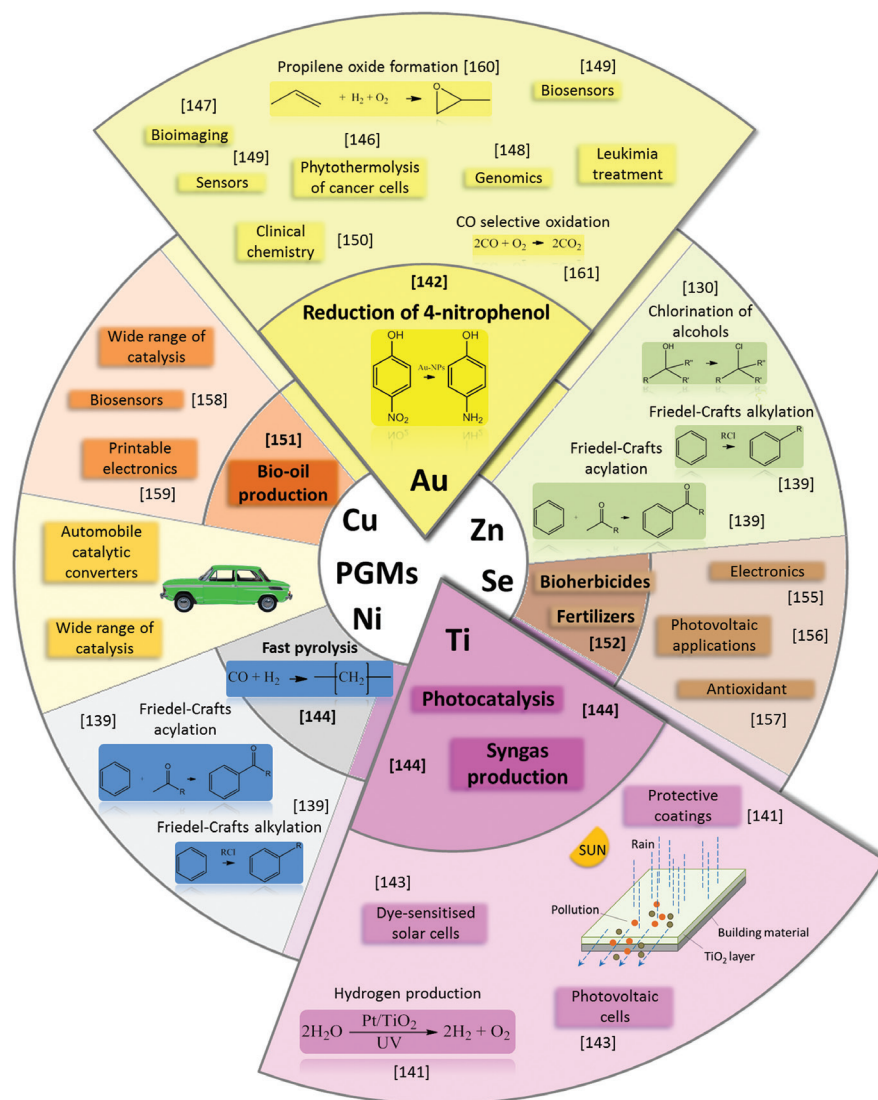 Propilene oxide formation [160]
+ H₂ + O₂
O
[149]
Biosensors
[147]
Bioimaging
[149]
Sensors
[146]
Phytothermolysis
of cancer cells
[148]
Genomics
Leukimia
treatment
Clinical
chemistry
[150]
CO selective oxidation
2CO + O₂ → 2CO₂
[161]
[142]
Reduction of 4-nitrophenol
OH
OH
Au-NPs
NO₂
NH₂
Au
[130]
Chlorination of
alcohols
OH
Cl
R
R"
R'
R
R"
R'
Friedel-Crafts alkylation
RCl
R
[139]
Friedel-Crafts
acylation
O
O
R
R
[139]
Zn
Wide range of
catalysis
Biosensors
[158]
Printable
electronics
[159]
[151]
Bio-oil
production
Cu
PGMs
Ni
Se
Bioherbicides
Fertilizers
[152]
Electronics
[155]
Photovoltaic
applications
[156]
Antioxidant
[157]
Automobile
catalytic
converters
Wide range of
catalysis
Fast pyrolysis
CO + H₂ → —[CH₂]—
[144]
[139]
Friedel-Crafts
acylation
O
O
R
R
[139]
Friedel-Crafts alkylation
RCl
R
Ti
Photocatalysis
[144]
[144]
Syngas
production
Protective
coatings
[141]
SUN
Rain
Pollution
Building material
TiO₂ layer
[143]
Dye-sensitised
solar cells
Hydrogen production
2H₂O Pt/TiO₂ → 2H₂ + O₂
UV
[141]
Photovoltaic
cells
[143]